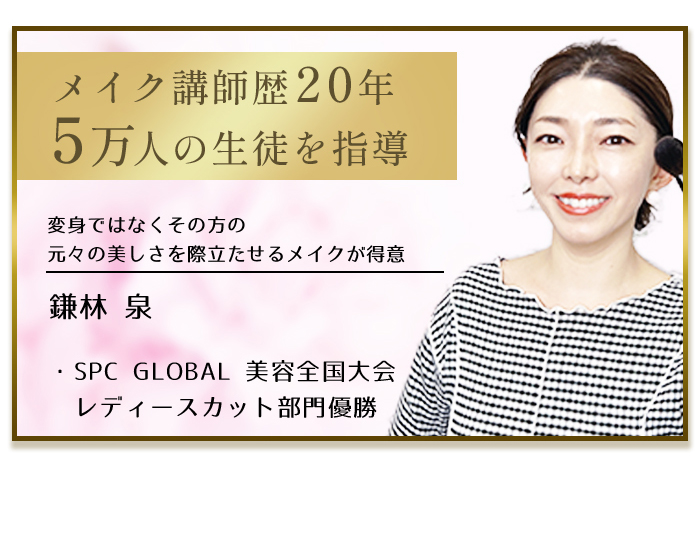 メイク講師歴20年
5万人の生徒を指導
変身ではなくその方の
元々の美しさを際立たせるメイクが得意
鎌林 泉
・SPC GLOBAL 美容全国大会
レディースカット部門優勝